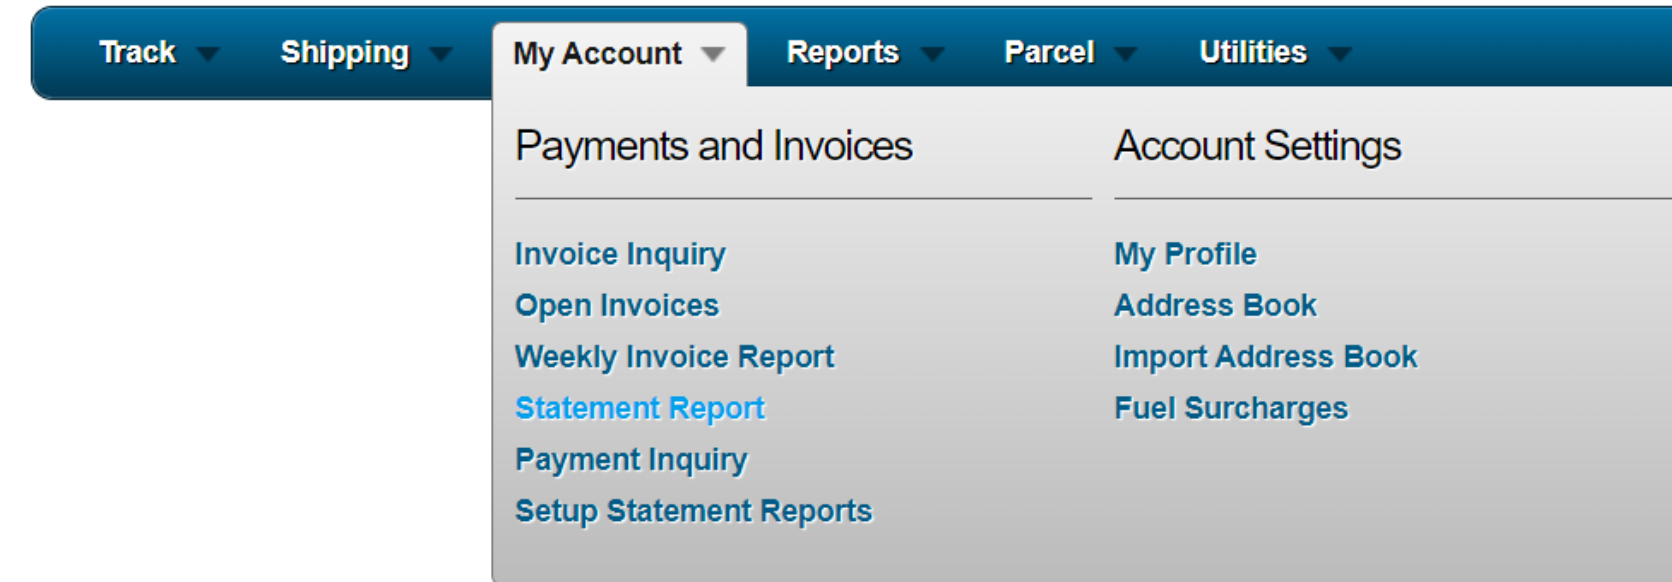 Track Shipping My Account Reports Parcel Utilities
Payments and Invoices
Invoice Inquiry
Open Invoices
Weekly Invoice Report
Statement Report
Payment Inquiry
Setup Statement Reports
Account Settings
My Profile
Address Book
Import Address Book
Fuel Surcharges